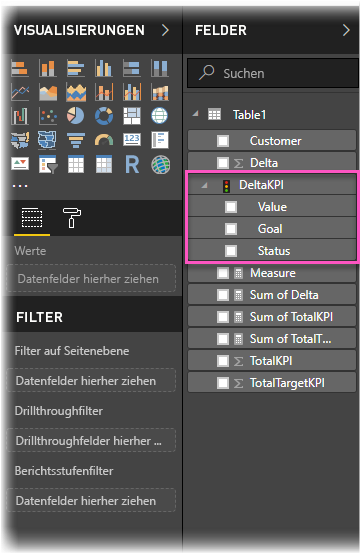 VISUALISIERUNGEN
Werte
Datenfelder hierher ziehen
FILTER
Filter auf Seitenebene
Datenfelder hierher ziehen
Drillthroughfilter
Drillthroughfelder hierher ...
Berichtsstufenfilter
Datenfelder hierher ziehen
FELDER
Suchen
Table1
Customer
Delta
DeltaKPI
Value
Goal
Status
Measure
Sum of Delta
Sum of TotalKPI
Sum of TotalT...
TotalKPI
TotalTargetKPI